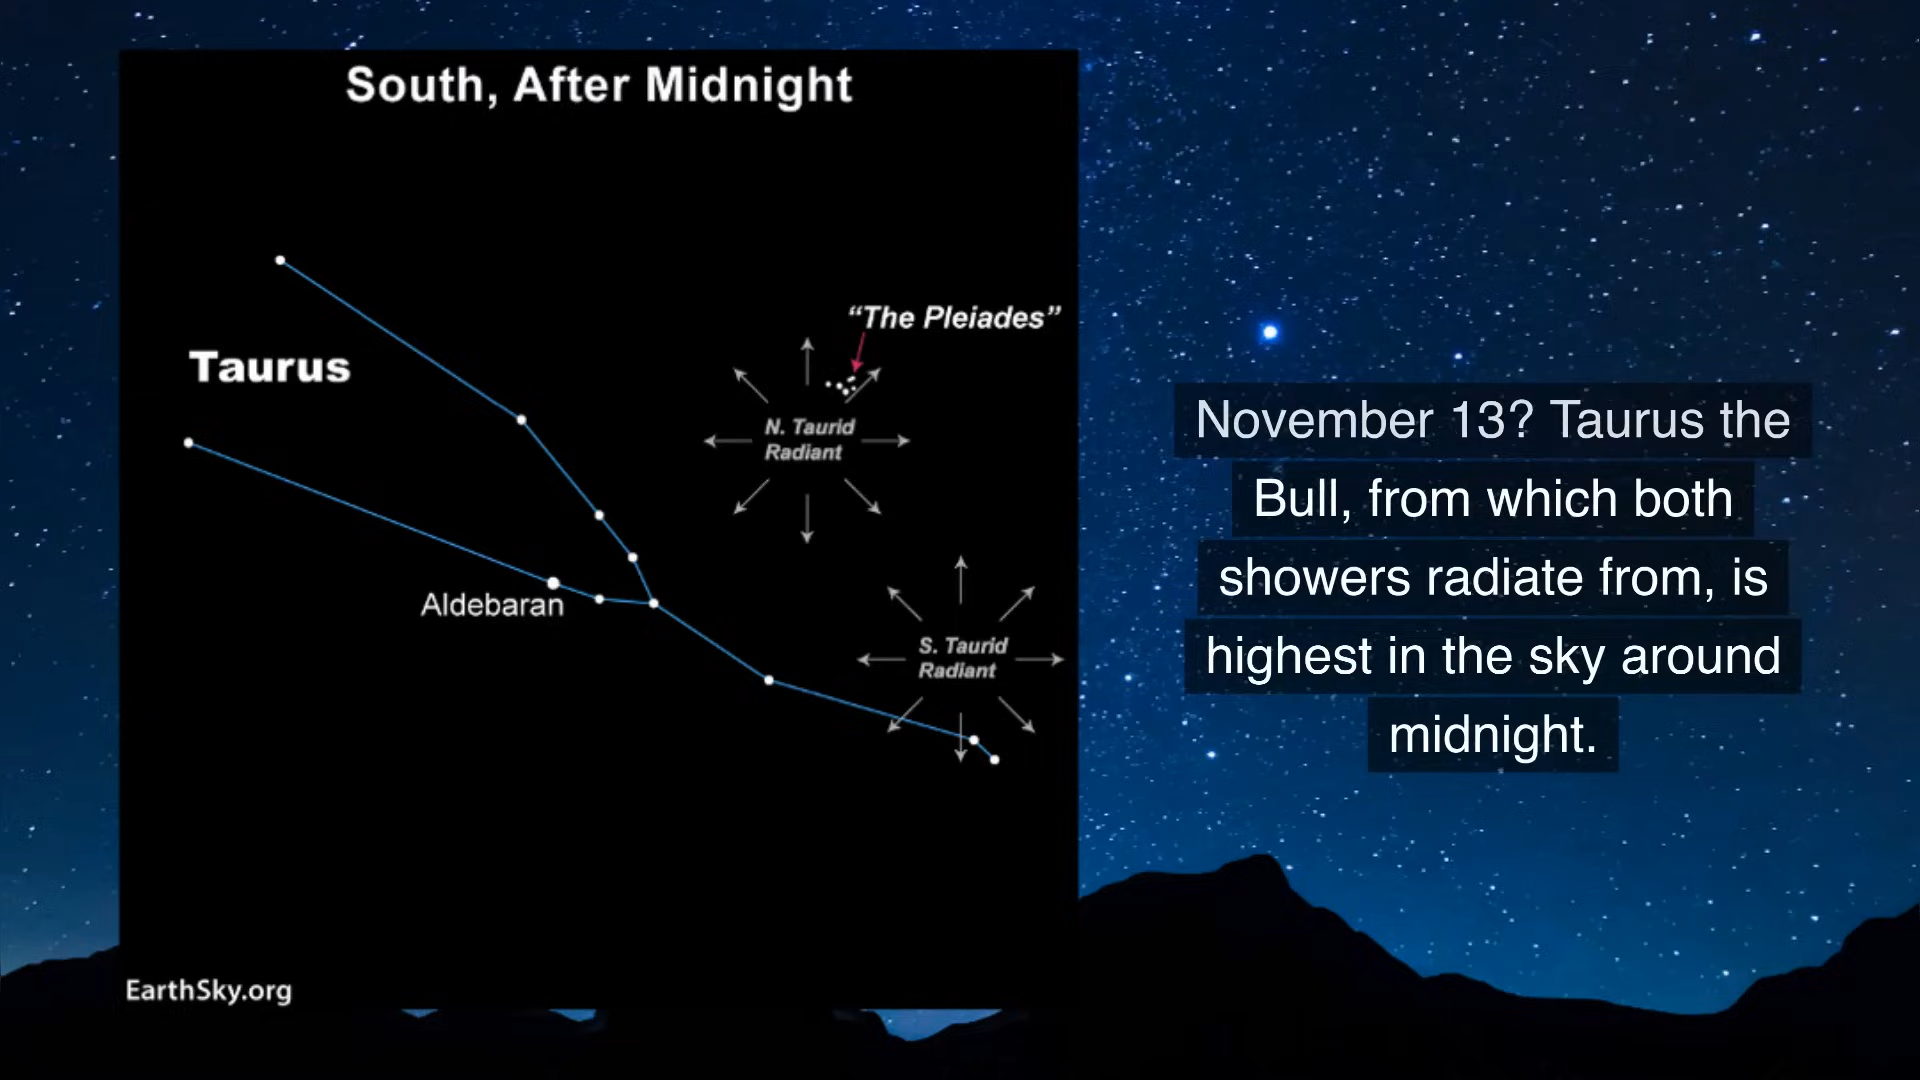 South, After Midnight
“The Pleiades”
Taurus
N. Taurid
Radiant
Aldebaran
S. Taurid
Radiant
EarthSky.org
November 13? Taurus the
Bull, from which both
showers radiate from, is
highest in the sky around
midnight.